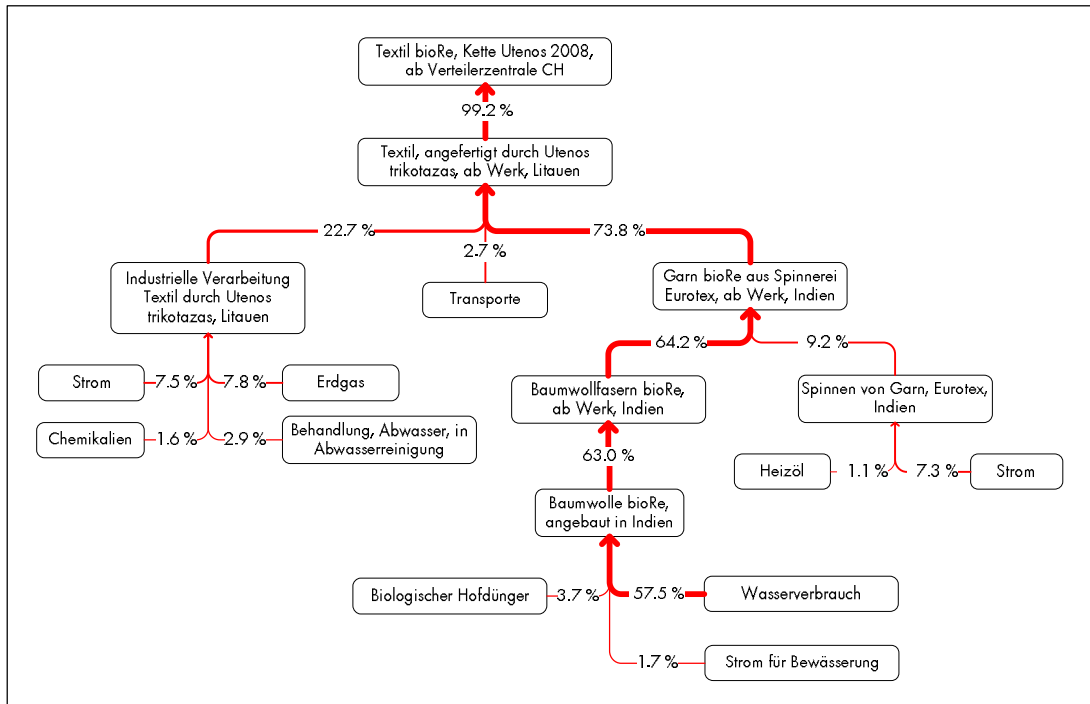 Textil bioRe, Kette Utenos 2008,
ab Verteilerzentrale CH
99.2 %
Textil, angefertigt durch Utenos
trikotazas, ab Werk, Litauen
22.7 %
73.8 %
2.7 %
Industrielle Verarbeitung
Textil durch Utenos
trikotazas, Litauen
Transporte
Garn bioRe aus Spinnerei
Eurotex, ab Werk, Indien
64.2 %
9.2 %
Strom
7.5 %
7.8 %
Erdgas
Baumwollfasern bioRe,
ab Werk, Indien
Spinnen von Garn, Eurotex,
Indien
Chemikalien
1.6 %
2.9 %
Behandlung, Abwasser, in
Abwasserreinigung
63.0 %
Heizöl
1.1 %
7.3 %
Strom
Baumwolle bioRe,
angebaut in Indien
Biologischer Hofdünger
3.7 %
57.5 %
Wasserverbrauch
1.7 %
Strom für Bewässerung